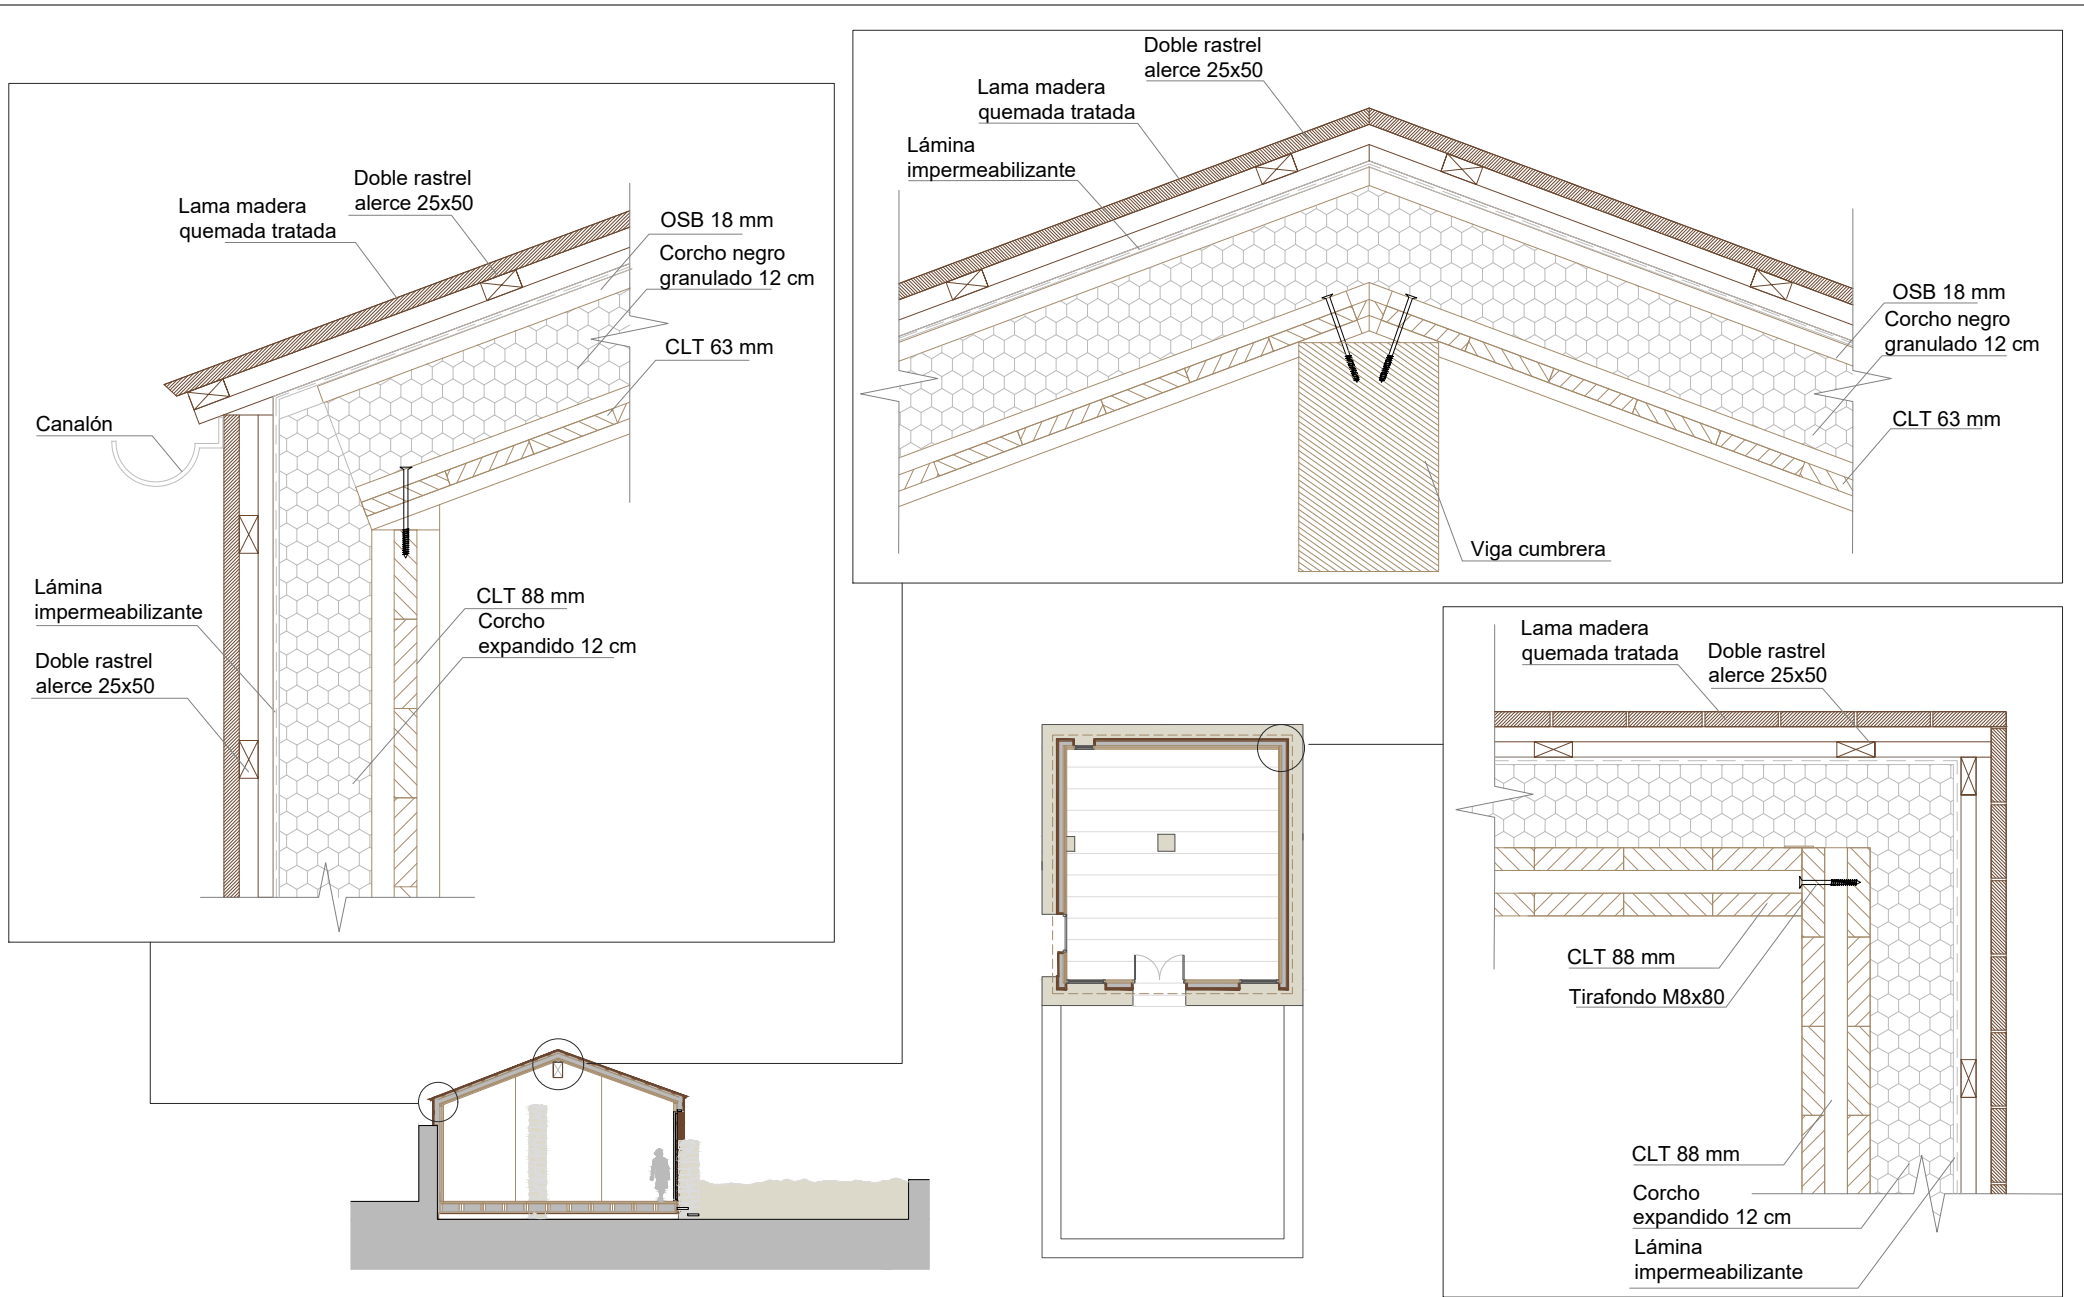 Lama madera
quemada tratada
Doble rastrel
alerce 25x50
OSB 18 mm
Corcho negro
granulado 12 cm
CLT 63 mm
Canalón
Lámina
impermeabilizante
Doble rastrel
alerce 25x50
CLT 88 mm
Corcho
expandido 12 cm
Doble rastrel
alerce 25x50
Lama madera
quemada tratada
Lámina
impermeabilizante
OSB 18 mm
Corcho negro
granulado 12 cm
CLT 63 mm
Viga cumbrera
Lama madera
quemada tratada
Doble rastrel
alerce 25x50
CLT 88 mm
Tirafondo M8x80
CLT 88 mm
Corcho
expandido 12 cm
Lámina
impermeabilizante